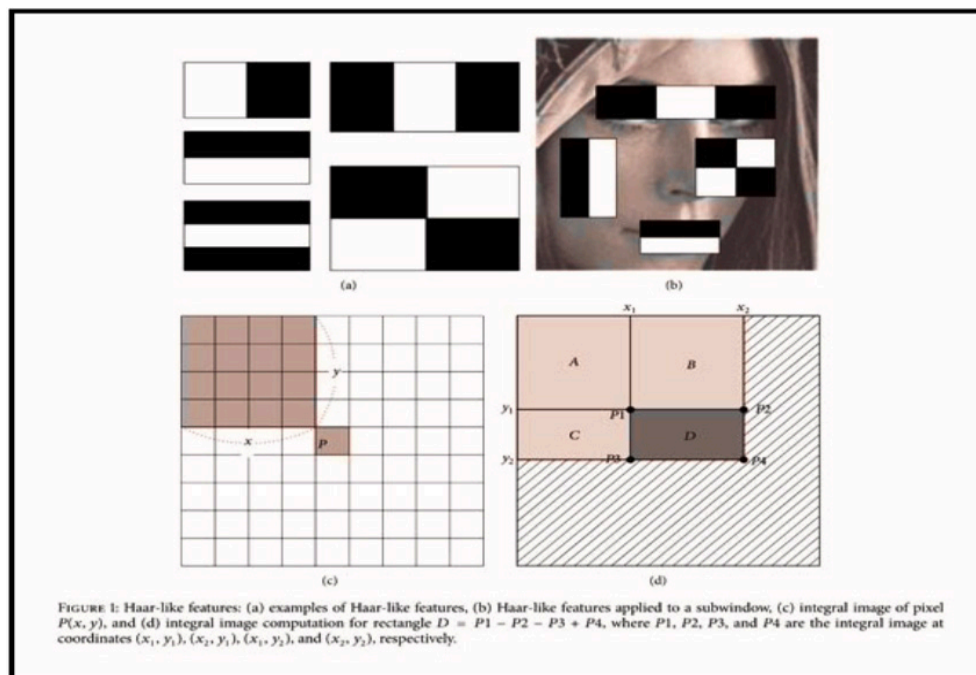 (a)
(b)
x
y
P
(c)
x₁ x₂
A
B
y₁
P1
P2
C
D
y₂
P3
P4
(d)
FIGURE 1: Haar-like features: (a) examples of Haar-like features, (b) Haar-like features applied to a subwindow, (c) integral image of pixel
P(x, y), and (d) integral image computation for rectangle D = P1 − P2 − P3 + P4, where P1, P2, P3, and P4 are the integral image at
coordinates (x₁, y₁), (x₂, y₁), (x₁, y₂), and (x₂, y₂), respectively.